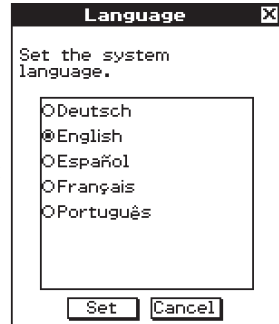 Language
Set the system
language.
Deutsch
English
Español
Français
Português
Set Cancel